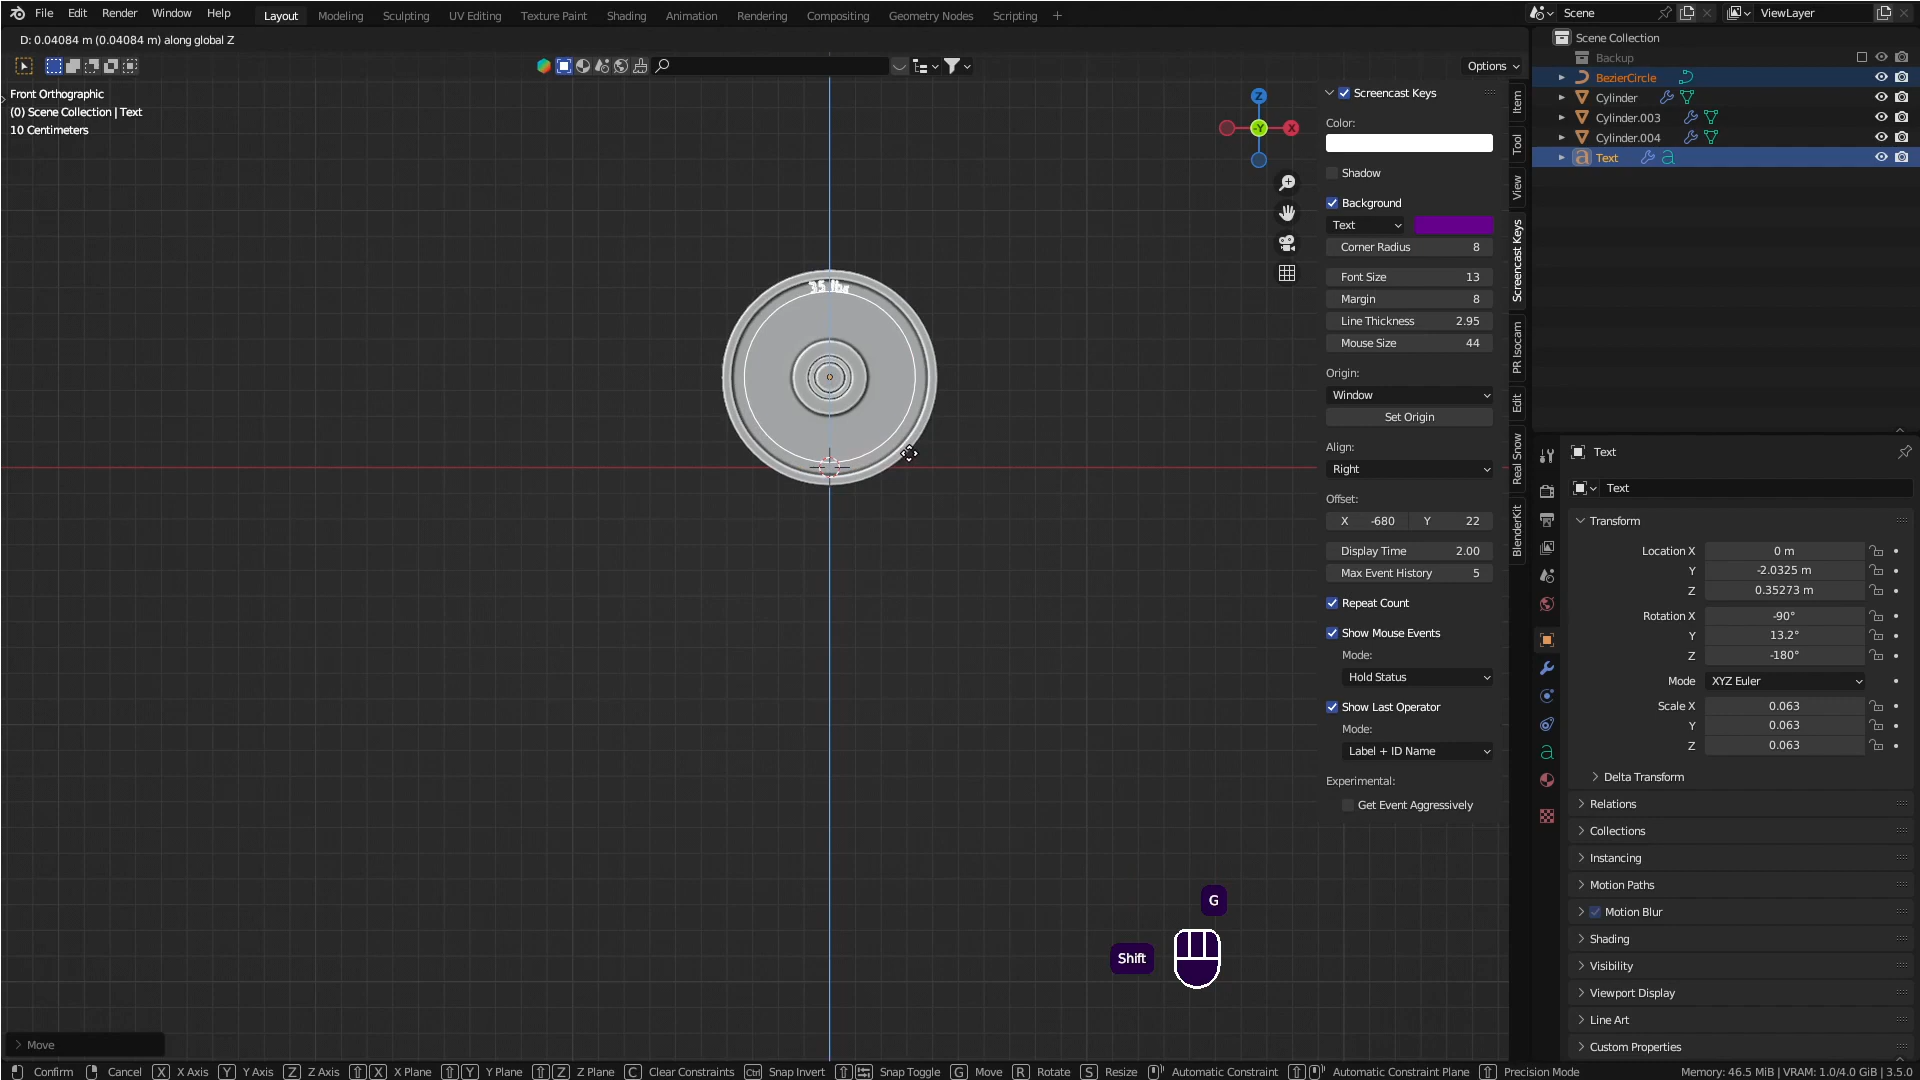 File Edit Render Window Help
Layout Modeling Sculpting UV Editing Texture Paint Shading Animation Rendering Compositing Geometry Nodes Scripting +
Scene
ViewLayer
D: 0.04084 m (0.04084 m) along global Z
Options
Front Orthographic
(0) Scene Collection | Text
10 Centimeters
35 lbs
Z
-Y
X
Screencast Keys
Color:
Shadow
Background
Text
Corner Radius 8
Font Size 13
Margin 8
Line Thickness 2.95
Mouse Size 44
Origin:
Window
Set Origin
Align:
Right
Offset:
X -680 Y 22
Display Time 2.00
Max Event History 5
Repeat Count
Show Mouse Events
Mode:
Hold Status
Show Last Operator
Mode:
Label + ID Name
Experimental:
Get Event Aggressively
Item
Tool
View
Screencast Keys
PR Isocam
Edit
Real Snow
BlenderKit
Scene Collection
Backup
BezierCircle
Cylinder
Cylinder.003
Cylinder.004
Text
Text
Text
Transform
Location X 0 m
Y -2.0325 m
Z 0.35273 m
Rotation X -90°
Y 13.2°
Z -180°
Mode XYZ Euler
Scale X 0.063
Y 0.063
Z 0.063
Delta Transform
Relations
Collections
Instancing
Motion Paths
Motion Blur
Shading
Visibility
Viewport Display
Line Art
Custom Properties
G
Shift
Move
Confirm Cancel X X Axis Y Y Axis Z Z Axis X X Plane Y Y Plane Z Z Plane C Clear Constraints Ctrl Snap Invert Snap Toggle G Move R Rotate S Resize Automatic Constraint Automatic Constraint Plane Precision Mode Memory: 46.5 MiB | VRAM: 1.0/4.0 GiB | 3.5.0